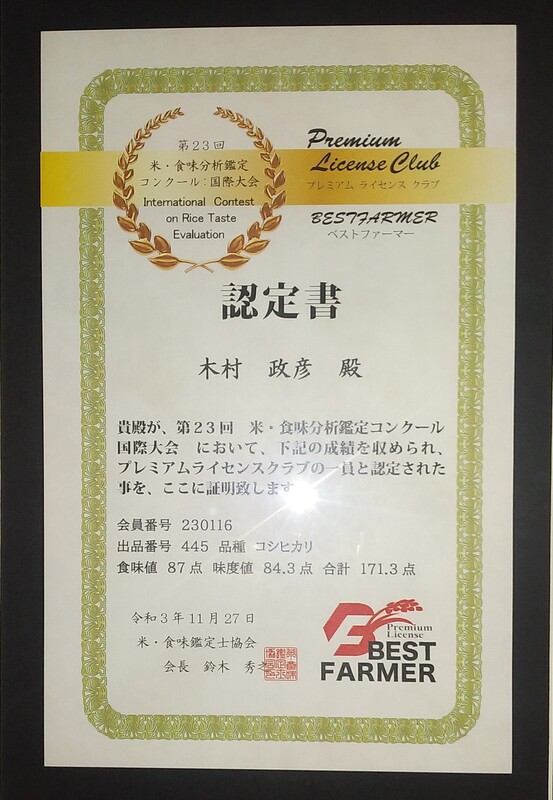 第23回
米・食味分析鑑定
コンクール:国際大会
International Contest
on Rice Taste
Evaluation
Premium
License Club
プレミアム ライセンス クラブ
BESTFARMER
ベストファーマー
認定書
木村 政彦 殿
貴殿が、第23回 米・食味分析鑑定コンクール
国際大会 において、下記の成績を収められ、
プレミアムライセンスクラブの一員と認定された
事を、ここに証明致します
会員番号 230116
出品番号 445 品種 コシヒカリ
食味値 87点 味度値 84.3点 合計 171.3点
令和3年11月27日
米・食味鑑定士協会
会長 鈴木 秀之
Premium
License
BEST
FARMER